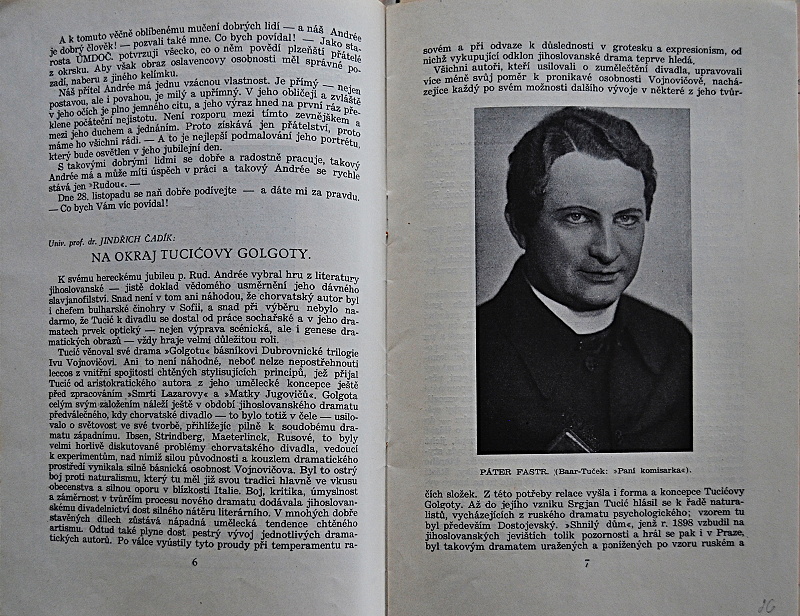 A k tomuto věčně oblíbenému mučení dobrých lidí — a náš Andrée
je dobrý člověk! — pozvali také mne. Co bych povídal! — Jako sta-
rosta ÚMDOČ. potvrzuji všecko, co o něm povědí plzeňští přátelé
z okrsku. Aby však obraz oslavencovy osobnosti měl správné po-
zadí, naberu z jiného kelímku.
Náš přítel Andrée má jednu vzácnou vlastnost. Je přímý — nejen
postavou, ale i povahou, je milý a upřímný. V jeho obličeji a zvláště
v jeho očích je plno jemného citu, a jeho výraz hned na první ráz pře-
klene počáteční nejistotu. Není rozporu mezi tímto zevnějškem a
mezi jeho duchem a jednáním. Proto získává jen přátelství, proto
máme ho všichni rádi. — A to je nejlepší podmalování jeho portrétu,
který bude osvětlen v jeho jubilejní den.
S takovými dobrými lidmi se dobře a radostně pracuje, takový
Andrée má a může míti úspěch v práci a takový Andrée se rychle
stává jen »Rudou«. —
Dne 28. listopadu se naň dobře podívejte — a dáte mi za pravdu.
— Co bych Vám víc povídal!
Univ. prof. dr. JINDŘICH ČADÍK:
NA OKRAJ TUCIĆOVY GOLGOTY.
K svému hereckému jubileu p. Rud. Andrée vybral hru z literatury
jihoslovanské — jistě doklad vědomého usměrnění jeho dávného
slavjanofilství. Snad není v tom ani náhodou, že chorvatský autor byl
i chefem bulharské činohry v Sofii, a snad při výběru nebylo na-
darmo, že Tucić k divadlu se dostal od práce sochařské a v jeho dra-
matech prvek optický — nejen výprava scénická, ale i genese dra-
matických obrazů — vždy hraje velmi důležitou roli.
Tucić věnoval své drama »Golgotu« básníkovi Dubrovnické trilogie
Ivu Vojnovičovi. Ani to není náhodné, neboť nelze nepostřehnouti
leccos z vnitřní spojitosti chtěných stylisujících principů, jež přijal
Tucić od aristokratického autora z jeho umělecké koncepce ještě
před zpracováním »Smrti Lazarovy« a »Matky Jugovičů«. Golgota
celým svým založením náleží ještě v období jihoslovanského dramatu
předválečného, kdy chorvatské divadlo — to bylo totiž v čele — usilo-
valo o světovost ve své tvorbě, přihlížejíc pilně k soudobému dra-
matu západnímu. Ibsen, Strindberg, Maeterlinck, Rusové, to byly
velmi horlivě diskutované problémy chorvatského divadla, vedoucí
k experimentům, nad nimiž silou původnosti a kouzlem dramatického
prostředí vynikala silně básnická osobnost Vojnovičova. Byl to ostrý
boj proti naturalismu, který tu měl již svou tradici hlavně ve vkusu
obecenstva a silnou oporu v blízkosti Italie. Boj, kritika, úmyslnost
a záměrnost v tvůrčím procesu nového dramatu dodávala jihoslovan-
skému divadelnictví dost silného nátěru literárního. V mnohých dobře
stavěných dílech zůstává nápadná umělecká tendence chtěného
artismu. Odtud také plyne dost pestrý vývoj jednotlivých drama-
tických autorů. Po válce vyústily tyto proudy při temperamentu ra-
6
sovém a při odvaze k důslednosti v grotesku a expresionism, od
nichž vykupující odklon jihoslovanské drama teprve hledá.
Všichni autoři, kteří usilovali o zumělečtění divadla, upravovali
více méně svůj poměr k pronikavé osobnosti Vojnovičově, nachá-
zejíce každý po svém možnosti dalšího vývoje v některé z jeho tvůr-
PÁTER FASTR. (Baar-Tuček: »Paní komisarka«).
čích složek. Z této potřeby relace vyšla i forma a koncepce Tucićovy
Golgoty. Až do jejího vzniku Srgjan Tucić hlásil se k řadě natura-
listů, vycházejících z ruského dramatu psychologického; vzorem tu
byl především Dostojevský. »Shnilý dům«, jenž r. 1898 vzbudil na
jihoslovanských jevištích tolik pozornosti a hrál se pak i v Praze,
byl takovým dramatem uražených a ponížených po vzoru ruském a
7